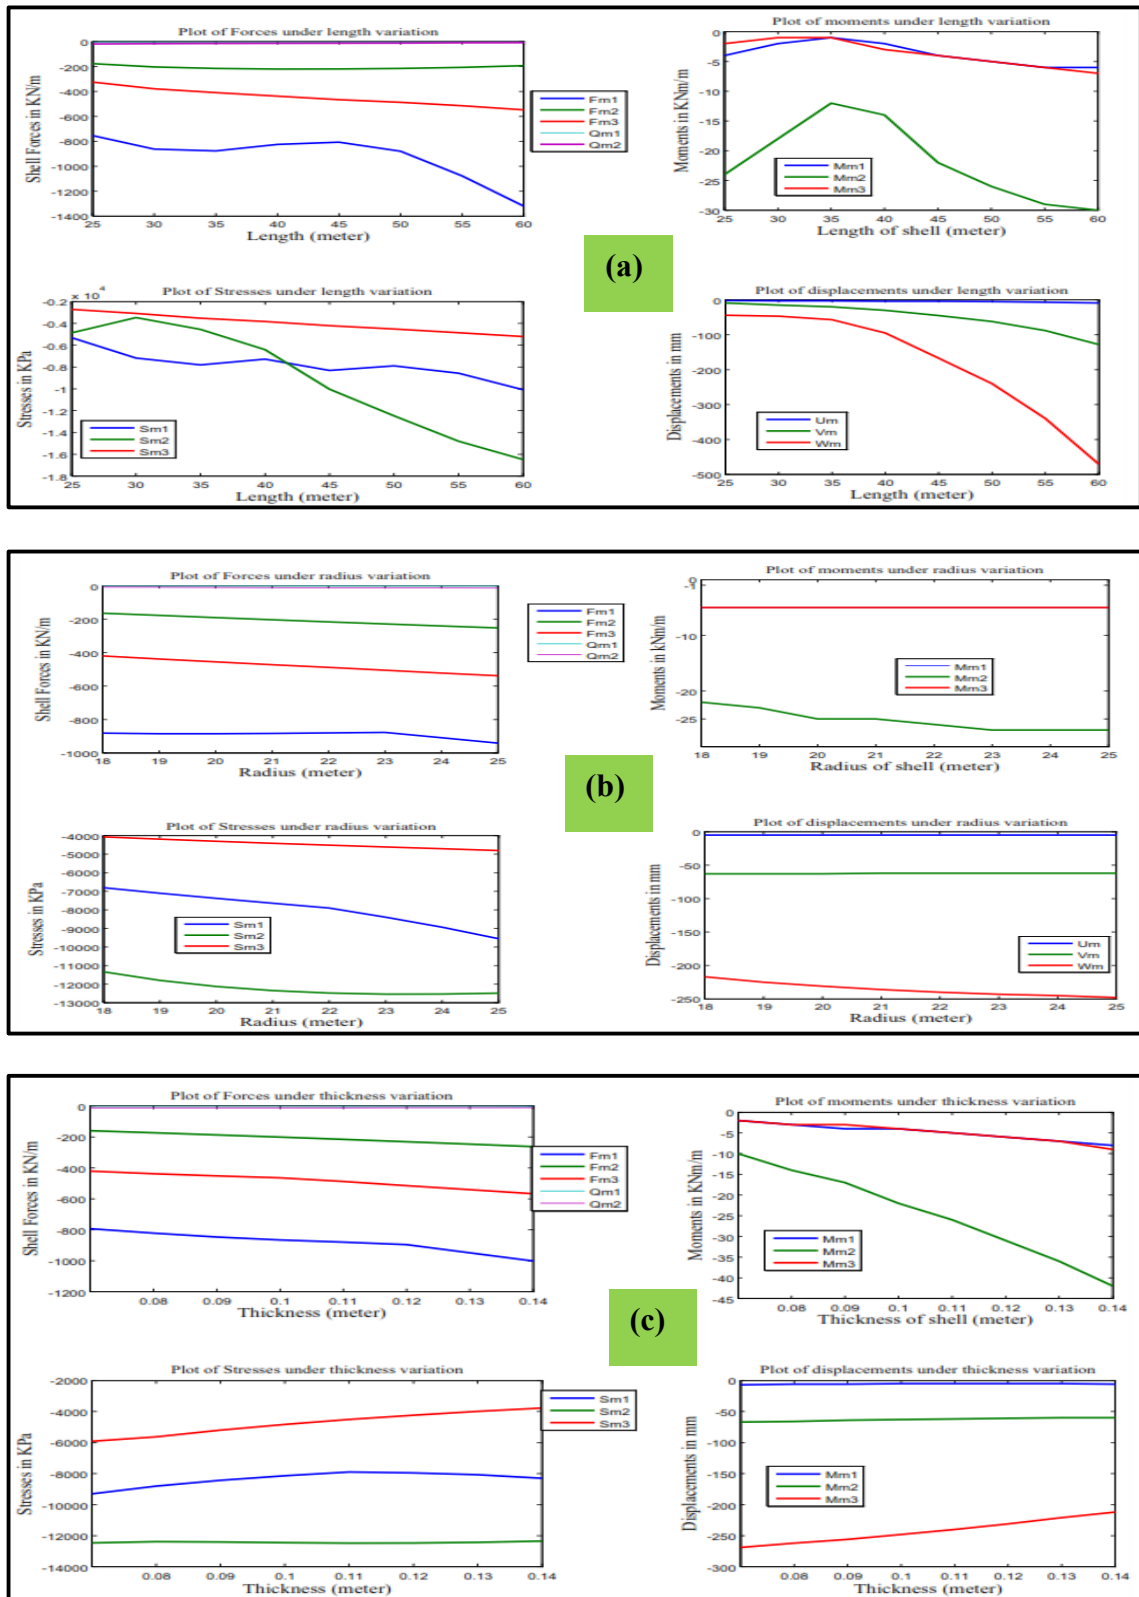 Plot of Forces under length variation
0
-200
-400
-600
-800
-1000
-1200
-1400
Shell Forces in KN/m
25 30 35 40 45 50 55 60
Length (meter)
Fm1
Fm2
Fm3
Qm1
Qm2
Plot of moments under length variation
0
-5
-10
-15
-20
-25
-30
Moments in KNm/m
25 30 35 40 45 50 55 60
Length of shell (meter)
Mm1
Mm2
Mm3
(a)
Plot of Stresses under length variation
x 10^4
-0.2
-0.4
-0.6
-0.8
-1
-1.2
-1.4
-1.6
-1.8
Stresses in KPa
25 30 35 40 45 50 55 60
Length (meter)
Sm1
Sm2
Sm3
Plot of displacements under length variation
0
-100
-200
-300
-400
-500
Displacements in mm
25 30 35 40 45 50 55 60
Length (meter)
Um
Vm
Wm
Plot of Forces under radius variation
0
-200
-400
-600
-800
-1000
Shell Forces in KN/m
18 19 20 21 22 23 24 25
Radius (meter)
Fm1
Fm2
Fm3
Qm1
Qm2
Plot of moments under radius variation
0
-1
-10
-20
-25
Moments in kNm/m
18 19 20 21 22 23 24 25
Radius of shell (meter)
Mm1
Mm2
Mm3
(b)
Plot of Stresses under radius variation
-4000
-5000
-6000
-7000
-8000
-9000
-10000
-11000
-12000
-13000
Stresses in KPa
18 19 20 21 22 23 24 25
Radius (meter)
Sm1
Sm2
Sm3
Plot of displacements under radius variation
0
-50
-100
-150
-200
-250
Displacements in mm
18 19 20 21 22 23 24 25
Radius (meter)
Um
Vm
Wm
Plot of Forces under thickness variation
0
-200
-400
-600
-800
-1000
-1200
Shell Forces in KN/m
0.08 0.09 0.1 0.11 0.12 0.13 0.14
Thickness (meter)
Fm1
Fm2
Fm3
Qm1
Qm2
Plot of moments under thickness variation
0
-5
-10
-15
-20
-25
-30
-35
-40
-45
Moments in KNm/m
0.08 0.09 0.1 0.11 0.12 0.13 0.14
Thickness of shell (meter)
Mm1
Mm2
Mm3
(c)
Plot of Stresses under thickness variation
-2000
-4000
-6000
-8000
-10000
-12000
-14000
Stresses in KPa
0.08 0.09 0.1 0.11 0.12 0.13 0.14
Thickness (meter)
Sm1
Sm2
Sm3
Plot of displacements under thickness variation
0
-50
-100
-150
-200
-250
-300
Displacements in mm
0.08 0.09 0.1 0.11 0.12 0.13 0.14
Thickness (meter)
Mm1
Mm2
Mm3